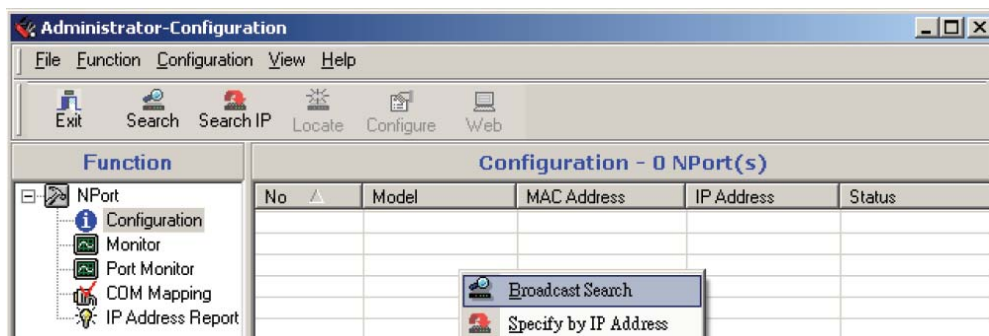 Administrator-Configuration
File Function Configuration View Help
Exit Search Search IP Locate Configure Web
Function
Configuration - 0 NPort(s)
NPort
Configuration
Monitor
Port Monitor
COM Mapping
IP Address Report
No Model MAC Address IP Address Status
Broadcast Search
Specify by IP Address